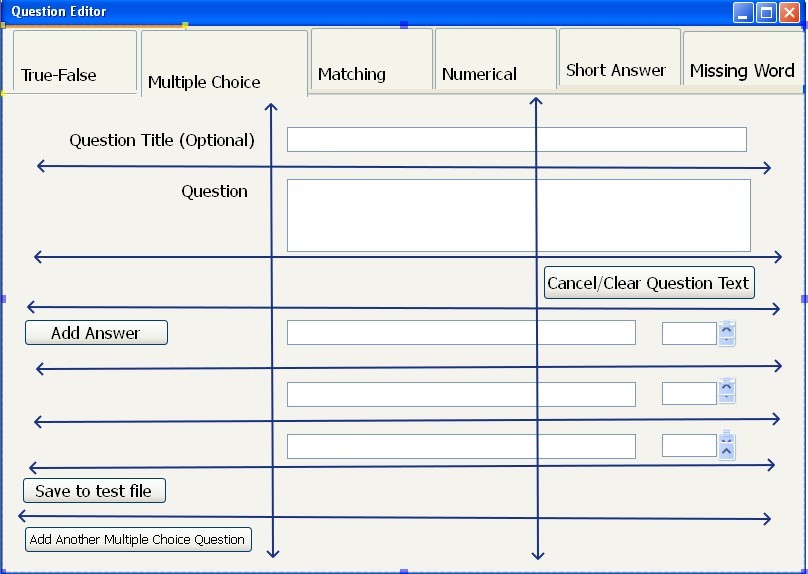 Question Editor
True-False
Multiple Choice
Matching
Numerical
Short Answer
Missing Word
Question Title (Optional)
Question
Cancel/Clear Question Text
Add Answer
Save to test file
Add Another Multiple Choice Question